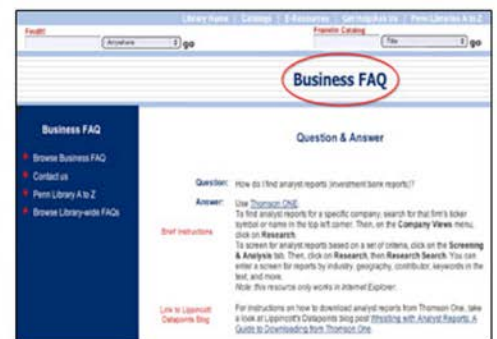 Library Home | Catalogs | E-Resources | Get Help/Ask Us | Penn Libraries A to Z
FindIt!
Franklin Catalog
Anywhere
go
Title
go
Business FAQ
Business FAQ
Browse Business FAQ
Contact us
Penn Library A to Z
Browse Library-wide FAQs
Question & Answer
Question: How do I find analyst reports (investment bank reports)?
Answer: Use Thomson ONE.
To find analyst reports for a specific company, search for that firm's ticker
symbol or name in the top left corner. Then, on the Company Views menu,
click on Research.
Brief instructions
To screen for analyst reports based on a set of criteria, click on the Screening
& Analysis tab. Then, click on Research, then Research Search. You can
enter a screen for reports by industry, geography, contributor, keywords in the
text, and more.
Note: this resource only works in Internet Explorer.
Link to Lippincott
Datapoints Blog
For instructions on how to download analyst reports from Thomson One, take
a look at Lippincott's Datapoints blog post Whistling with Analyst Reports: A
Guide to Downloading from Thomson One.